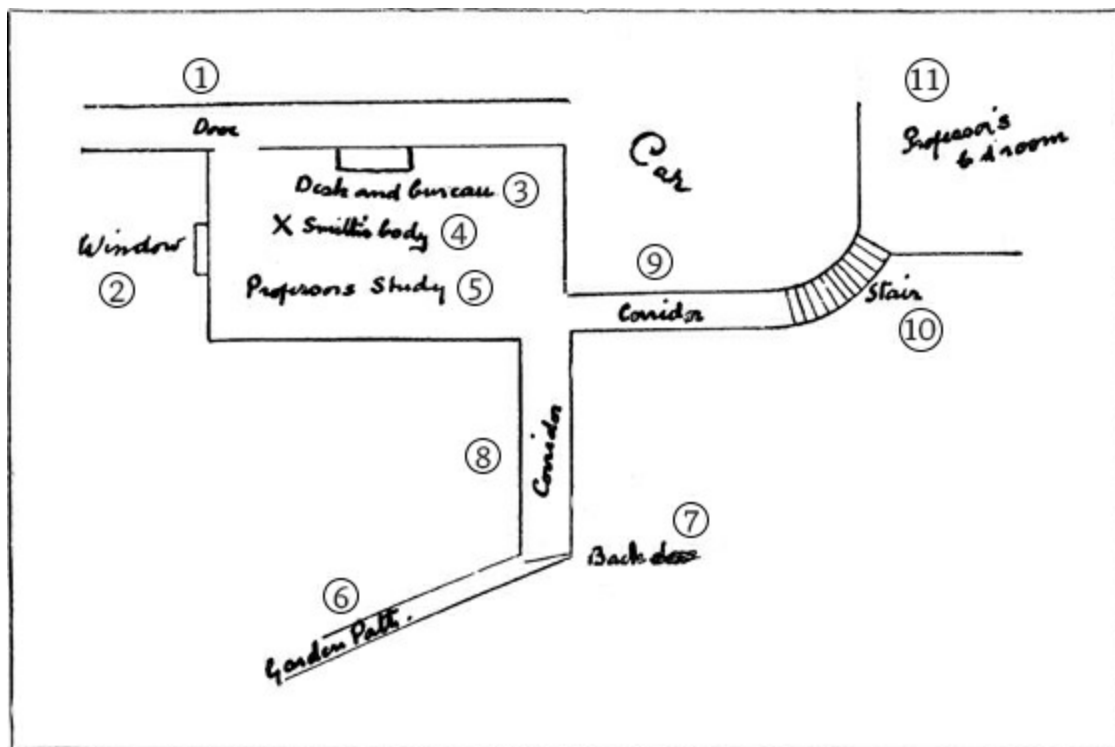 ①
Door
⑪
Professor's
bedroom
Car
Desk and bureau ③
X Smith's body ④
Window
②
Professors Study ⑤
⑨
Corridor
Stair
⑩
⑧
Corridor
⑦
Back door
⑥
Garden Path.